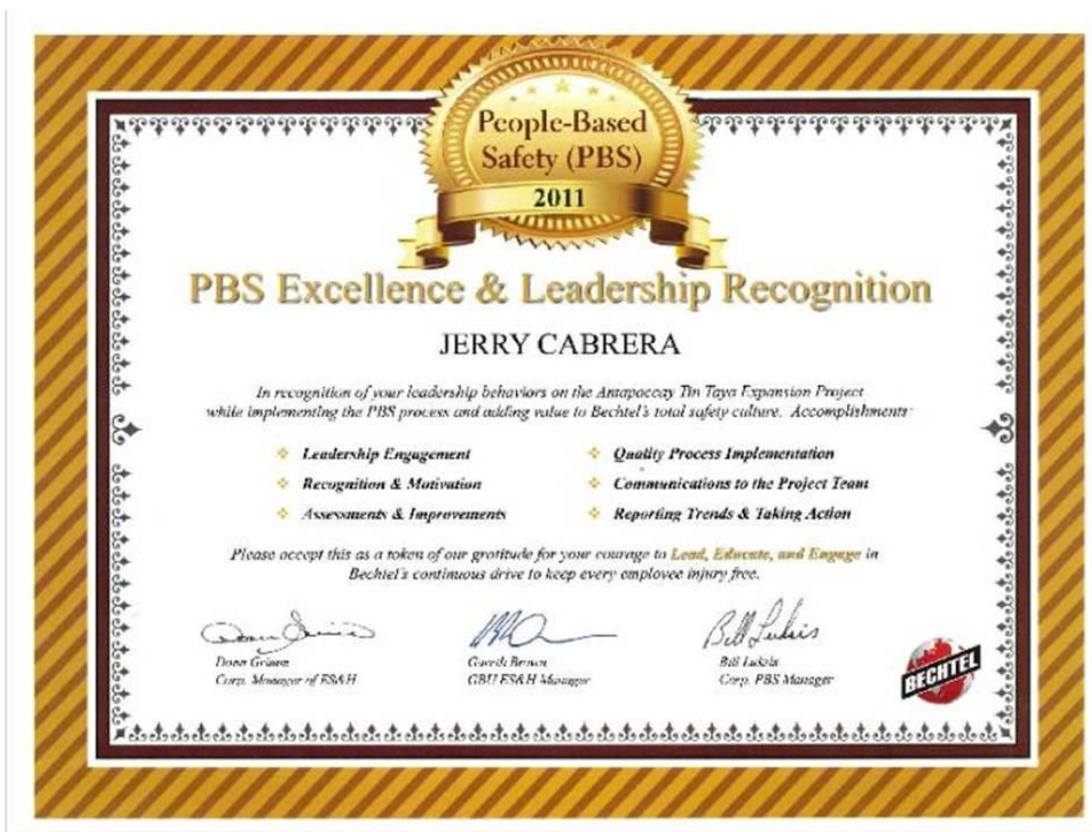 People-Based
Safety (PBS)
2011
PBS Excellence & Leadership Recognition
JERRY CABRERA
In recognition of your leadership behaviors on the Antapaccay Tin Taya Expansion Project
while implementing the PBS process and adding value to Bechtel's total safety culture. Accomplishments:
Leadership Engagement
Recognition & Motivation
Assessments & Improvements
Quality Process Implementation
Communications to the Project Team
Reporting Trends & Taking Action
Please accept this as a token of our gratitude for your courage to Lead, Educate, and Engage in
Bechtel's continuous drive to keep every employee injury free.
Bill Luksis
Corp. Manager of ES&H
Gareth Brown
GBU ES&H Manager
Bill Luksis
Corp. PBS Manager
BECHTEL